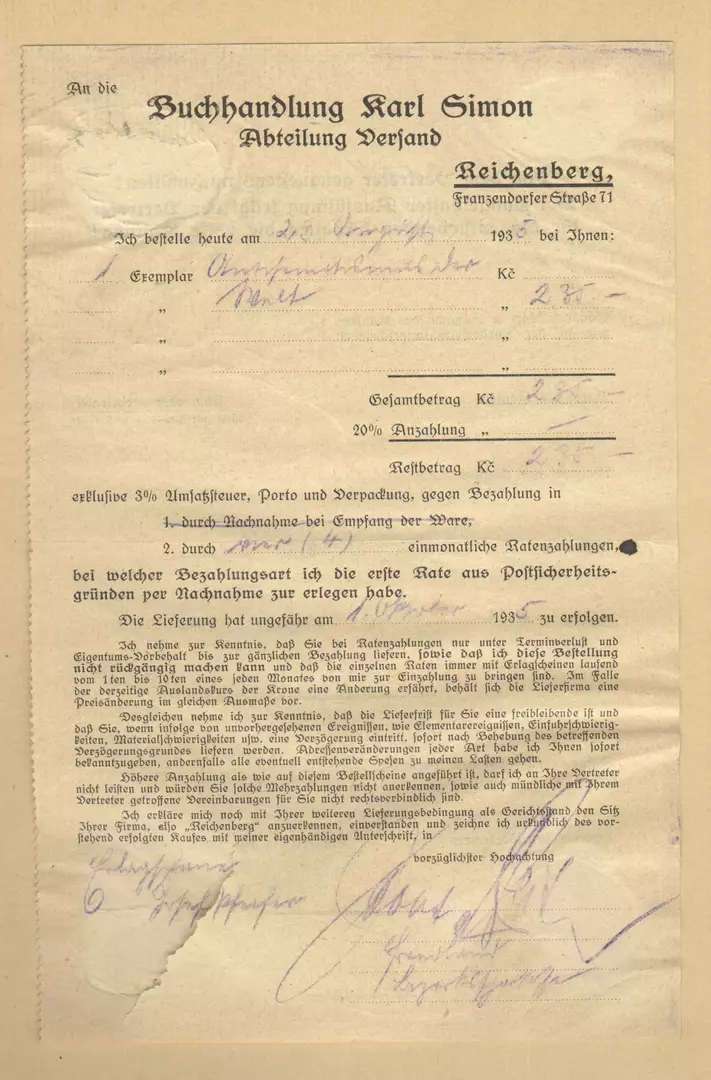 An die
Buchhandlung Karl Simon
Abteilung Versand
Reichenberg,
Franzendorfer Straße 71
Ich bestelle heute am 23 1935 bei Ihnen:
1 Exemplar Antisemitismus der Kč
„ Welt „ 235 —
„ „
„ „
Gesamtbetrag Kč 235 —
20% Anzahlung „ —
Restbetrag Kč 235 —
exklusive 3% Umsatzsteuer, Porto und Verpackung, gegen Bezahlung in
1. durch Nachnahme bei Empfang der Ware,
2. durch vier (4) einmonatliche Ratenzahlungen,
bei welcher Bezahlungsart ich die erste Rate aus Postsicherheits-
gründen per Nachnahme zur erlegen habe.
Die Lieferung hat ungefähr am 1. Oktober 1935 zu erfolgen.
Ich nehme zur Kenntnis, daß Sie bei Ratenzahlungen nur unter Terminverlust und
Eigentums-Vorbehalt bis zur gänzlichen Bezahlung liefern, sowie daß ich diese Bestellung
nicht rückgängig machen kann und daß die einzelnen Raten immer mit Erlagscheinen laufend
vom 1ten bis 10ten eines jeden Monates von mir zur Einzahlung zu bringen sind. Im Falle
der derzeitige Auslandskurs der Krone eine Änderung erfährt, behält sich die Lieferfirma eine
Preisänderung im gleichen Ausmaße vor.
Desgleichen nehme ich zur Kenntnis, daß die Lieferfrist für Sie eine freibleibende ist und
daß Sie, wenn infolge von unvorhergesehenen Ereignissen, wie Elementarereignissen, Einfuhrschwierig-
keiten, Materialschwierigkeiten usw. eine Verzögerung eintritt, sofort nach Behebung des betreffenden
Verzögerungsgrundes liefern werden. Adressenveränderungen jeder Art habe ich Ihnen sofort
bekanntzugeben, andernfalls alle eventuell entstehende Spesen zu meinen Lasten gehen.
Höhere Anzahlung als wie auf diesem Bestellscheine angeführt ist, darf ich an Ihre Vertreter
nicht leisten und würden Sie solche Mehrzahlungen nicht anerkennen, sowie auch mündliche mit Ihrem
Vertreter getroffene Vereinbarungen für Sie nicht rechtsverbindlich sind.
Ich erkläre mich noch mit Ihrer weiteren Lieferungsbedingung als Gerichtsstand den Sitz
Ihrer Firma, also „Reichenberg“ anzuerkennen, einverstanden und zeichne ich urkundlich des vor-
stehend erfolgten Kaufes mit meiner eigenhändigen Unterschrift, in
vorzüglichster Hochachtung
Erlagscheine
Friedland
Bezirkssparkasse